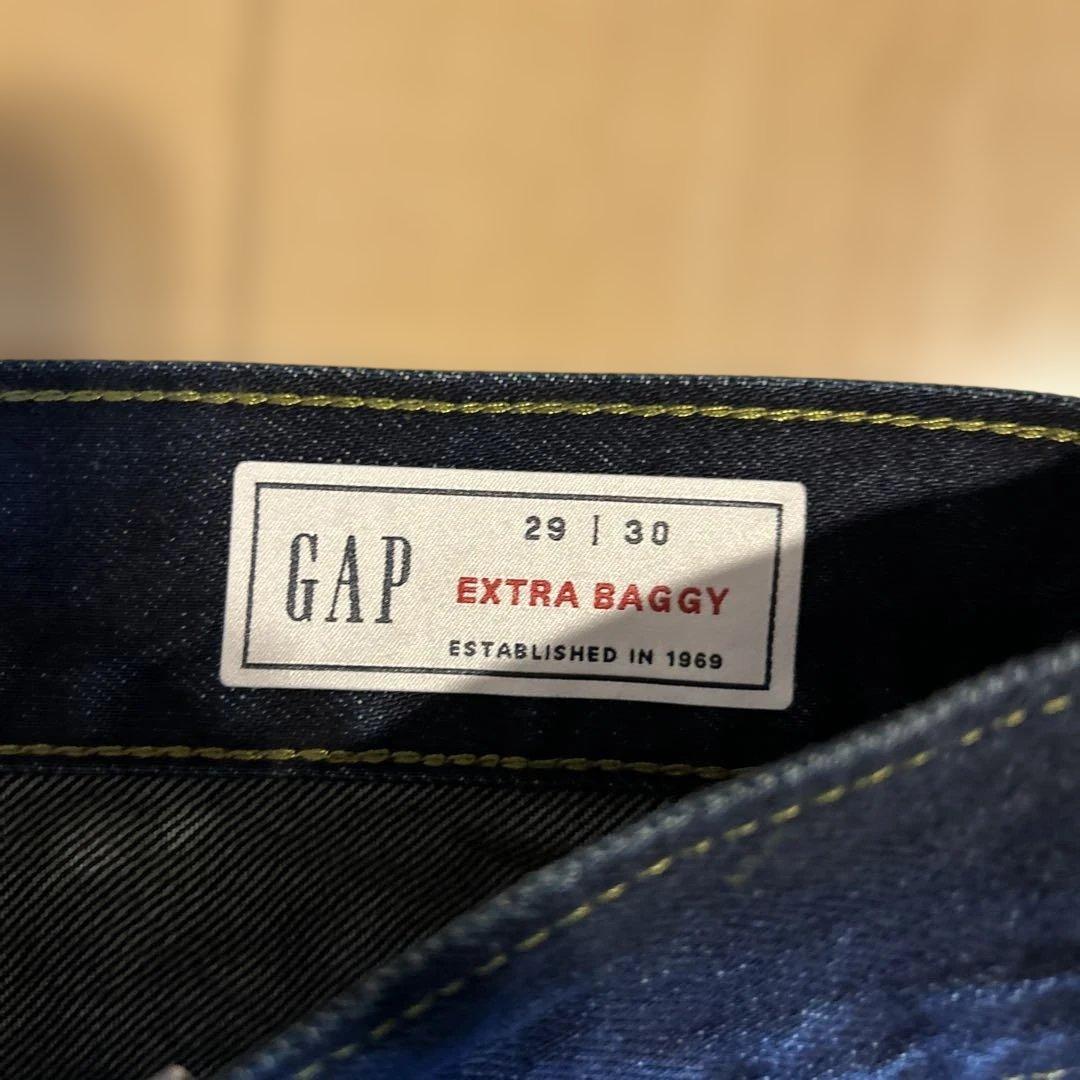 GAP
29 | 30
EXTRA BAGGY
ESTABLISHED IN 1969